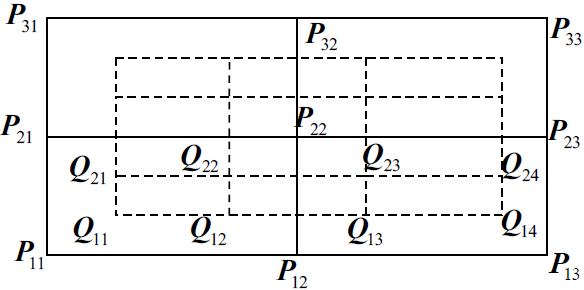 P31 P32 P33
P21 P22 P23
Q21 Q22 Q23 Q24
Q11 Q12 Q13 Q14
P11 P12 P13